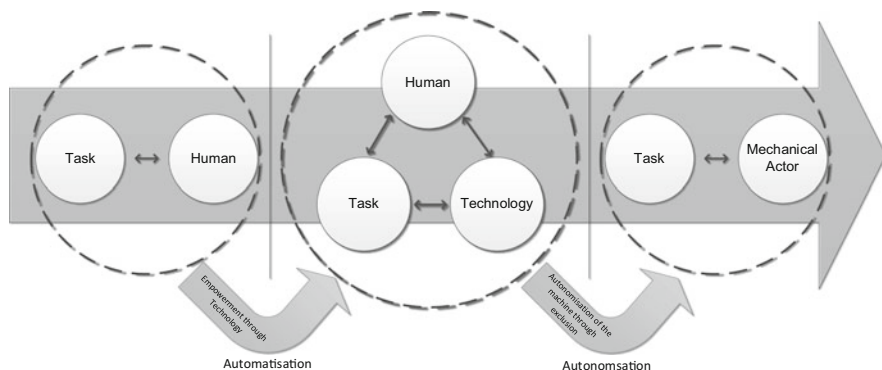 Task
Human
Human
Task
Technology
Task
Mechanical
Actor
Empowerment through
Technology
Automatisation
Autonomisation of the
machine through
exclusion
Autonomsation